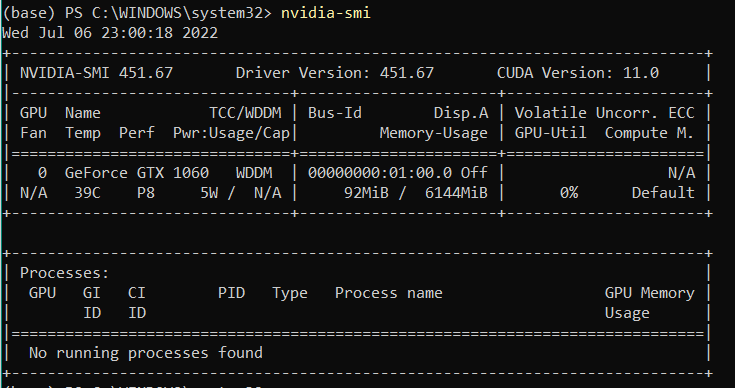 (base) PS C:\WINDOWS\system32> nvidia-smi
Wed Jul 06 23:00:18 2022
+-----------------------------------------------------------------------------+
| NVIDIA-SMI 451.67       Driver Version: 451.67       CUDA Version: 11.0     |
|-------------------------------+----------------------+----------------------+
| GPU  Name            TCC/WDDM | Bus-Id        Disp.A | Volatile Uncorr. ECC |
| Fan  Temp  Perf  Pwr:Usage/Cap|         Memory-Usage | GPU-Util  Compute M. |
|===============================+======================+======================|
|   0  GeForce GTX 1060   WDDM  | 00000000:01:00.0 Off |                  N/A |
| N/A   39C    P8     5W /  N/A |     92MiB /  6144MiB |      0%      Default |
+-------------------------------+----------------------+----------------------+
+-----------------------------------------------------------------------------+
| Processes:                                                                  |
|  GPU   GI   CI        PID   Type   Process name                  GPU Memory |
|        ID   ID                                                   Usage      |
|=============================================================================|
|  No running processes found                                                 |
+-----------------------------------------------------------------------------+